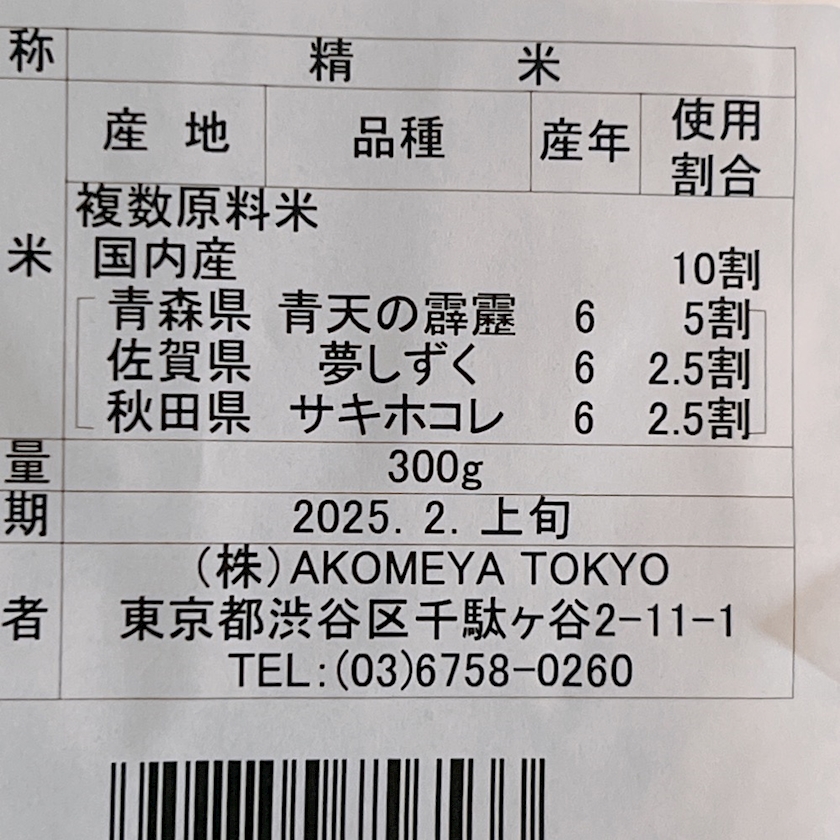 称 精 米
産 地 品種 産年 使用割合
複数原料米
米 国内産 10割
青森県 青天の霹靂 6 5割
佐賀県 夢しずく 6 2.5割
秋田県 サキホコレ 6 2.5割
量 300g
期 2025. 2. 上旬
(株)AKOMEYA TOKYO
者 東京都渋谷区千駄ヶ谷2-11-1
TEL:(03)6758-0260